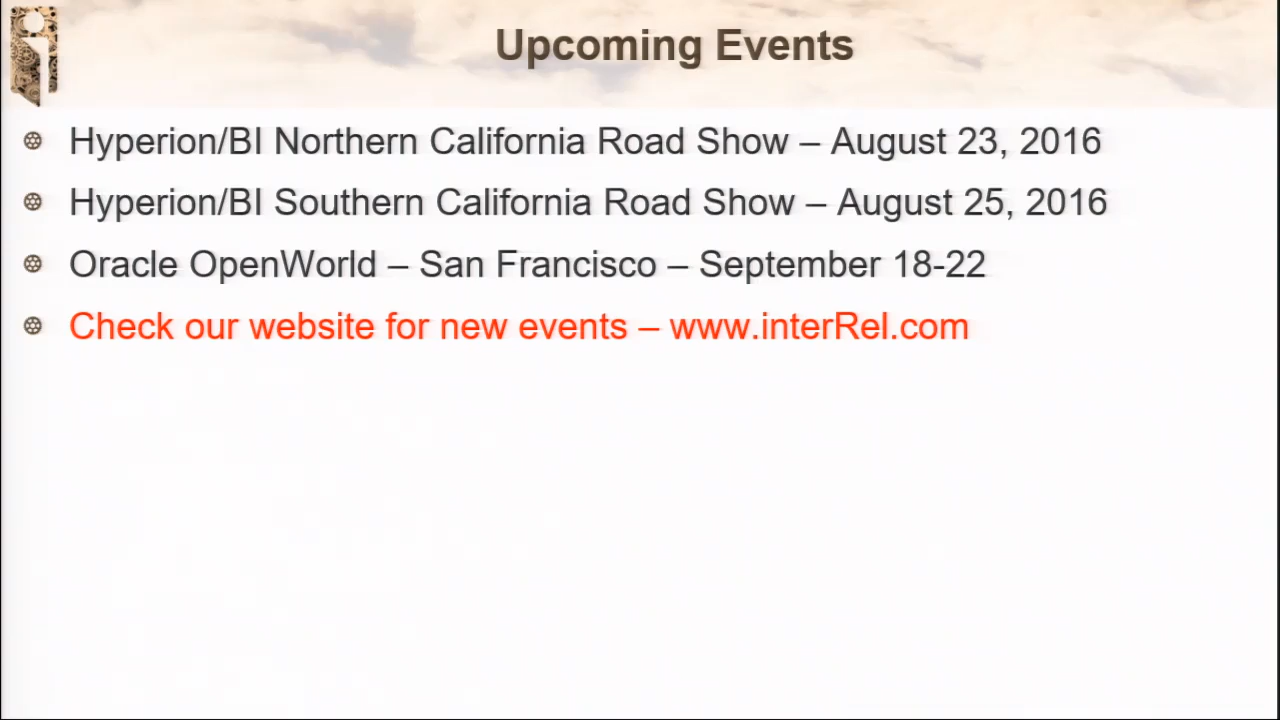 Upcoming Events
Hyperion/BI Northern California Road Show – August 23, 2016
Hyperion/BI Southern California Road Show – August 25, 2016
Oracle OpenWorld – San Francisco – September 18-22
Check our website for new events – www.interRel.com